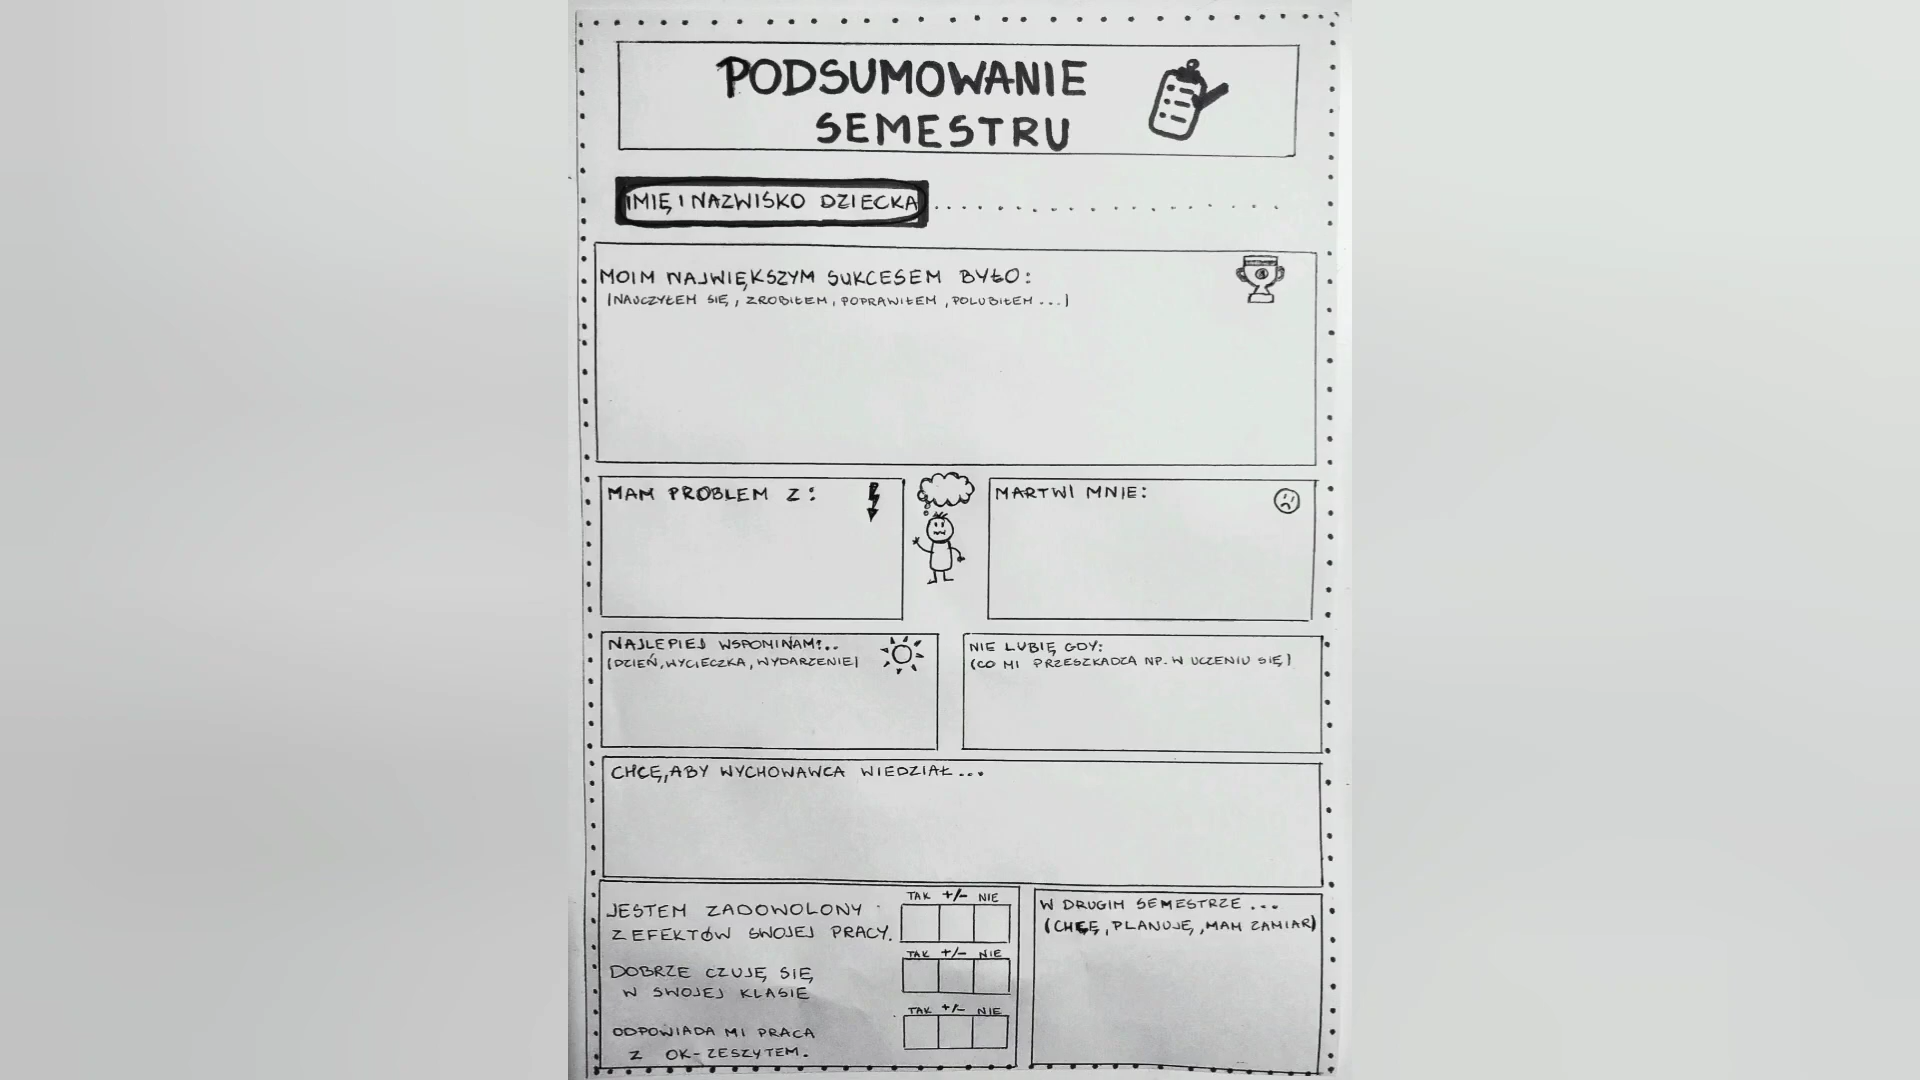 PODSUMOWANIE
SEMESTRU
IMIĘ I NAZWISKO DZIECKA
MOIM NAJWIĘKSZYM SUKCESEM BYŁO:
(NAUCZYŁEM SIĘ, ZROBIŁEM, POPRAWIŁEM, POLUBIŁEM...)
MAM PROBLEM Z:
MARTWI MNIE:
NAJLEPIEJ WSPOMINAM:..
(DZIEŃ, WYCIECZKA, WYDARZENIE)
NIE LUBIĘ GDY:
(CO MI PRZESZKADZA NP. W UCZENIU SIĘ)
CHCĘ, ABY WYCHOWAWCA WIEDZIAŁ...
JESTEM ZADOWOLONY
Z EFEKTÓW SWOJEJ PRACY.
TAK +/- NIE
DOBRZE CZUJĘ SIĘ
W SWOJEJ KLASIE
TAK +/- NIE
ODPOWIADA MI PRACA
Z OK-ZESZYTEM.
TAK +/- NIE
W DRUGIM SEMESTRZE...
(CHCĘ, PLANUJĘ, MAM ZAMIAR)